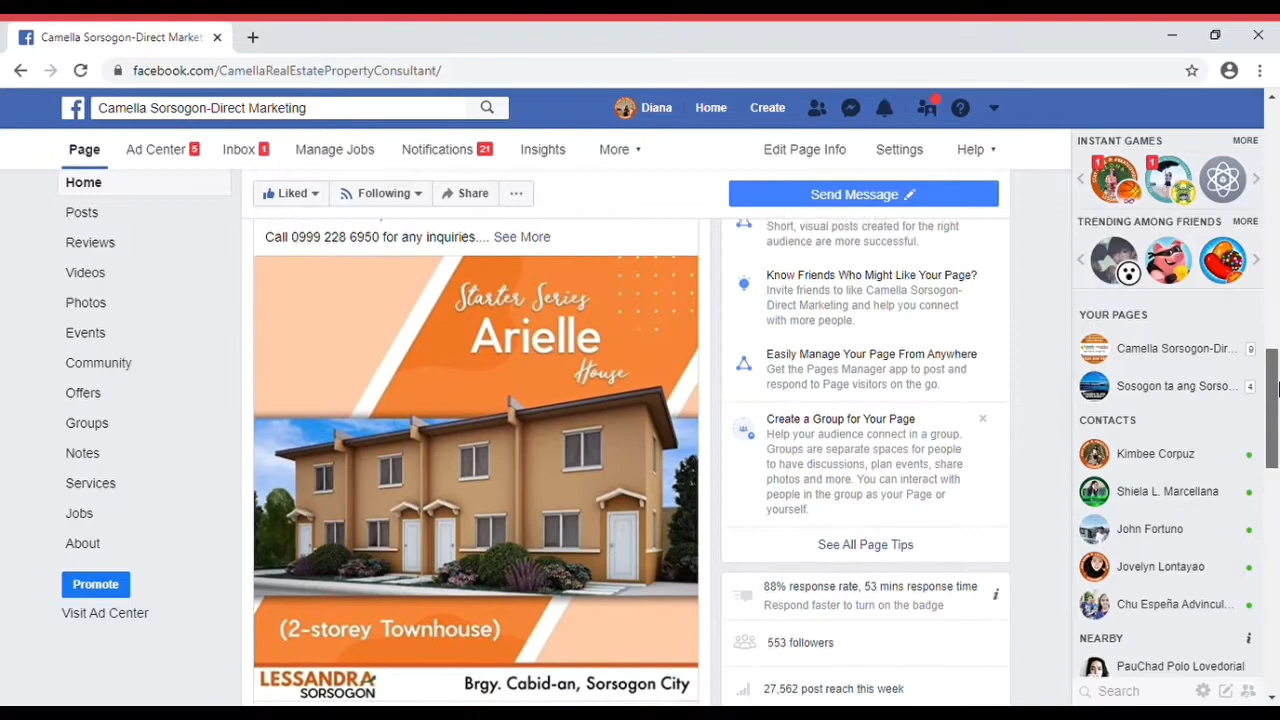 Camella Sorsogon-Direct Market
facebook.com/CamellaRealEstatePropertyConsultant/
Camella Sorsogon-Direct Marketing
Diana Home Create
Page Ad Center 5 Inbox 1 Manage Jobs Notifications 21 Insights More Edit Page Info Settings Help
Home
Posts
Reviews
Videos
Photos
Events
Community
Offers
Groups
Notes
Services
Jobs
About
Promote
Visit Ad Center
Liked Following Share ... Send Message
Call 0999 228 6950 for any inquiries.... See More
Starter Series
Arielle
House
(2-storey Townhouse)
LESSANDRA
SORSOGON
Brgy. Cabid-an, Sorsogon City
Short, visual posts created for the right
audience are more successful.
Know Friends Who Might Like Your Page?
Invite friends to like Camella Sorsogon-
Direct Marketing and help you connect
with more people.
Easily Manage Your Page From Anywhere
Get the Pages Manager app to post and
respond to Page visitors on the go.
Create a Group for Your Page
Help your audience connect in a group.
Groups are separate spaces for people
to have discussions, plan events, share
photos and more. You can interact with
people in the group as your Page or
yourself.
See All Page Tips
88% response rate, 53 mins response time
Respond faster to turn on the badge
553 followers
27,562 post reach this week
INSTANT GAMES MORE
1 1
TRENDING AMONG FRIENDS MORE
YOUR PAGES
Camella Sorsogon-Dir... 9
Sosogon ta ang Sorso... 4
CONTACTS
Kimbee Corpuz
Shiela L. Marcellana
John Fortuno
Jovelyn Lontayao
Chu Espeña Advincul...
NEARBY
PauChad Polo Lovedorial
Search